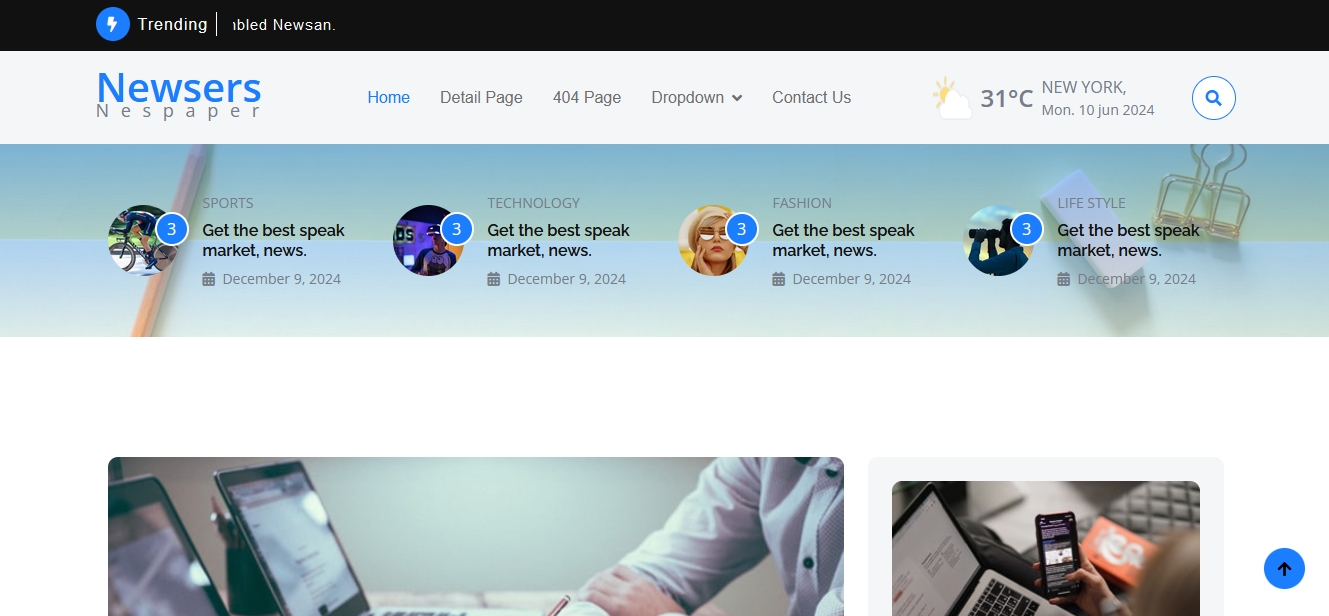 Trending
Newsan.
Newsers
Nespaper
Home
Detail Page
404 Page
Dropdown
Contact Us
31°C
NEW YORK,
Mon. 10 jun 2024
3
SPORTS
Get the best speak
market, news.
December 9, 2024
3
TECHNOLOGY
Get the best speak
market, news.
December 9, 2024
3
FASHION
Get the best speak
market, news.
December 9, 2024
3
LIFE STYLE
Get the best speak
market, news.
December 9, 2024